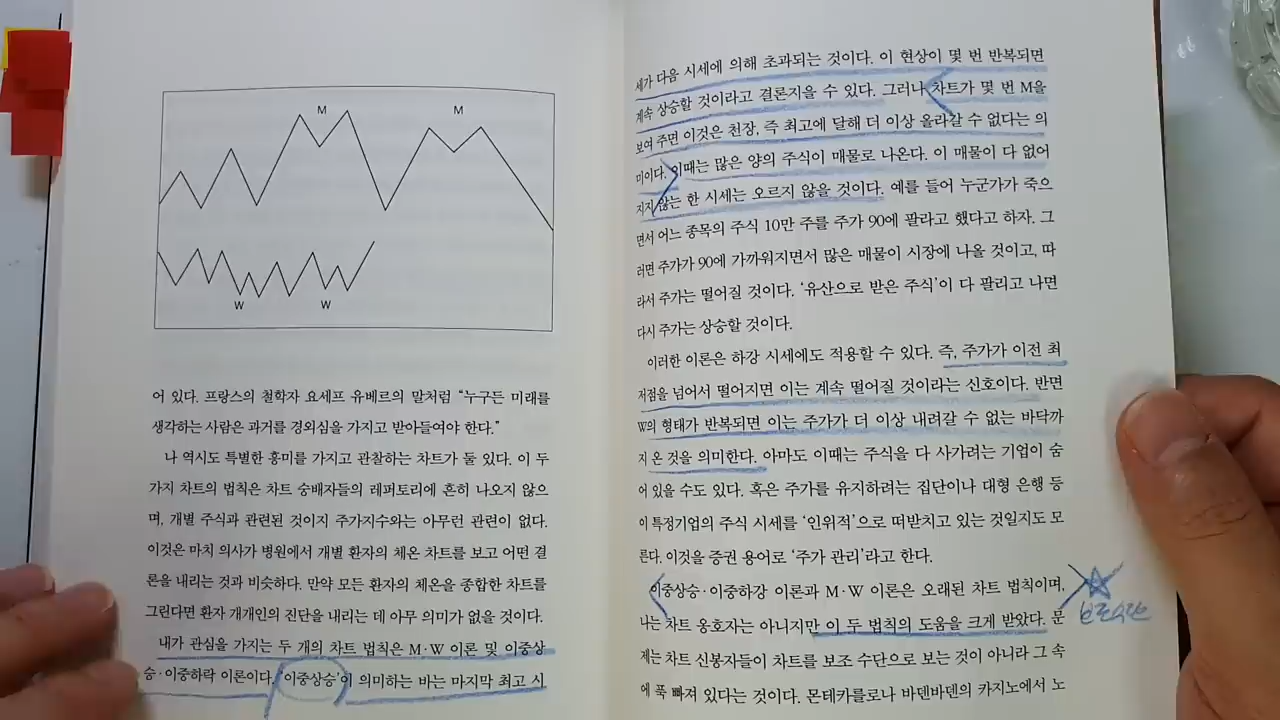 M M
W W
어 있다. 프랑스의 철학자 요세프 유베르의 말처럼 “누구든 미래를
생각하는 사람은 과거를 경외심을 가지고 받아들여야 한다.”
나 역시도 특별한 흥미를 가지고 관찰하는 차트가 둘 있다. 이 두
가지 차트의 법칙은 차트 숭배자들의 레퍼토리에 흔히 나오지 않으
며, 개별 주식과 관련된 것이지 주가지수와는 아무런 관련이 없다.
이것은 마치 의사가 병원에서 개별 환자의 체온 차트를 보고 어떤 결
론을 내리는 것과 비슷하다. 만약 모든 환자의 체온을 종합한 차트를
그린다면 환자 개개인의 진단을 내리는 데 아무 의미가 없을 것이다.
내가 관심을 가지는 두 개의 차트 법칙은 M·W 이론 및 이중상
승·이중하락 이론이다. ‘이중상승’이 의미하는 바는 마지막 최고 시
세가 다음 시세에 의해 초과되는 것이다. 이 현상이 몇 번 반복되면
계속 상승할 것이라고 결론지을 수 있다. 그러나 차트가 몇 번 M을
보여 주면 이것은 천장, 즉 최고에 달해 더 이상 올라갈 수 없다는 의
미이다. 이때는 많은 양의 주식이 매물로 나온다. 이 매물이 다 없어
지지 않는 한 시세는 오르지 않을 것이다. 예를 들어 누군가가 죽으
면서 어느 종목의 주식 10만 주를 주가 90에 팔라고 했다고 하자. 그
러면 주가가 90에 가까워지면서 많은 매물이 시장에 나올 것이고, 따
라서 주가는 떨어질 것이다. ‘유산으로 받은 주식’이 다 팔리고 나면
다시 주가는 상승할 것이다.
이러한 이론은 하강 시세에도 적용할 수 있다. 즉, 주가가 이전 최
저점을 넘어서 떨어지면 이는 계속 떨어질 것이라는 신호이다. 반면
W의 형태가 반복되면 이는 주가가 더 이상 내려갈 수 없는 바닥까
지 온 것을 의미한다. 아마도 이때는 주식을 다 사가려는 기업이 숨
어 있을 수도 있다. 혹은 주가를 유지하려는 집단이나 대형 은행 등
이 특정기업의 주식 시세를 ‘인위적’으로 떠받치고 있는 것일지도 모
른다. 이것을 증권 용어로 ‘주가 관리’라고 한다.
이중상승·이중하강 이론과 M·W 이론은 오래된 차트 법칙이며,
나는 차트 옹호자는 아니지만 이 두 법칙의 도움을 크게 받았다. 문
제는 차트 신봉자들이 차트를 보조 수단으로 보는 것이 아니라 그 속
에 푹 빠져 있다는 것이다. 몬테카를로나 바덴바덴의 카지노에서 노